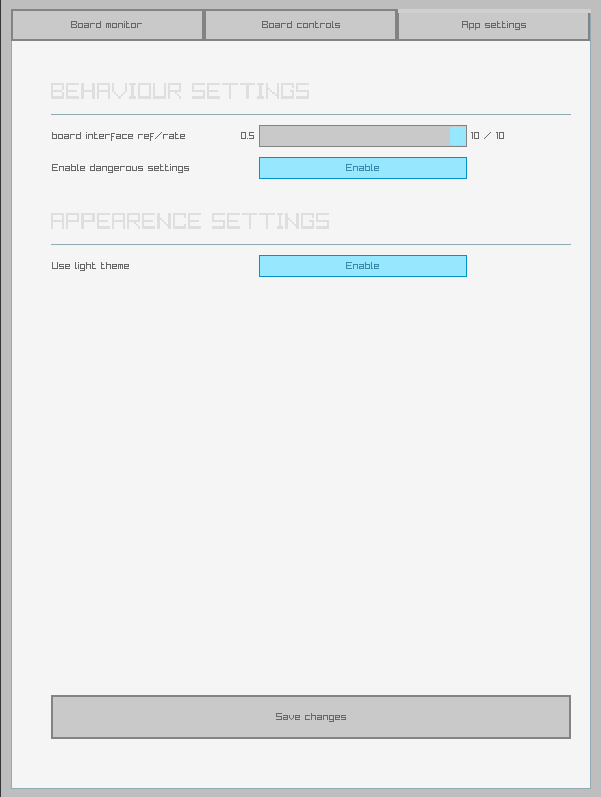 Board monitor Board controls App settings
BEHAVIOUR SETTINGS
board interface ref/rate 0.5 10 / 10
Enable dangerous settings Enable
APPEARENCE SETTINGS
Use light theme Enable
Save changes